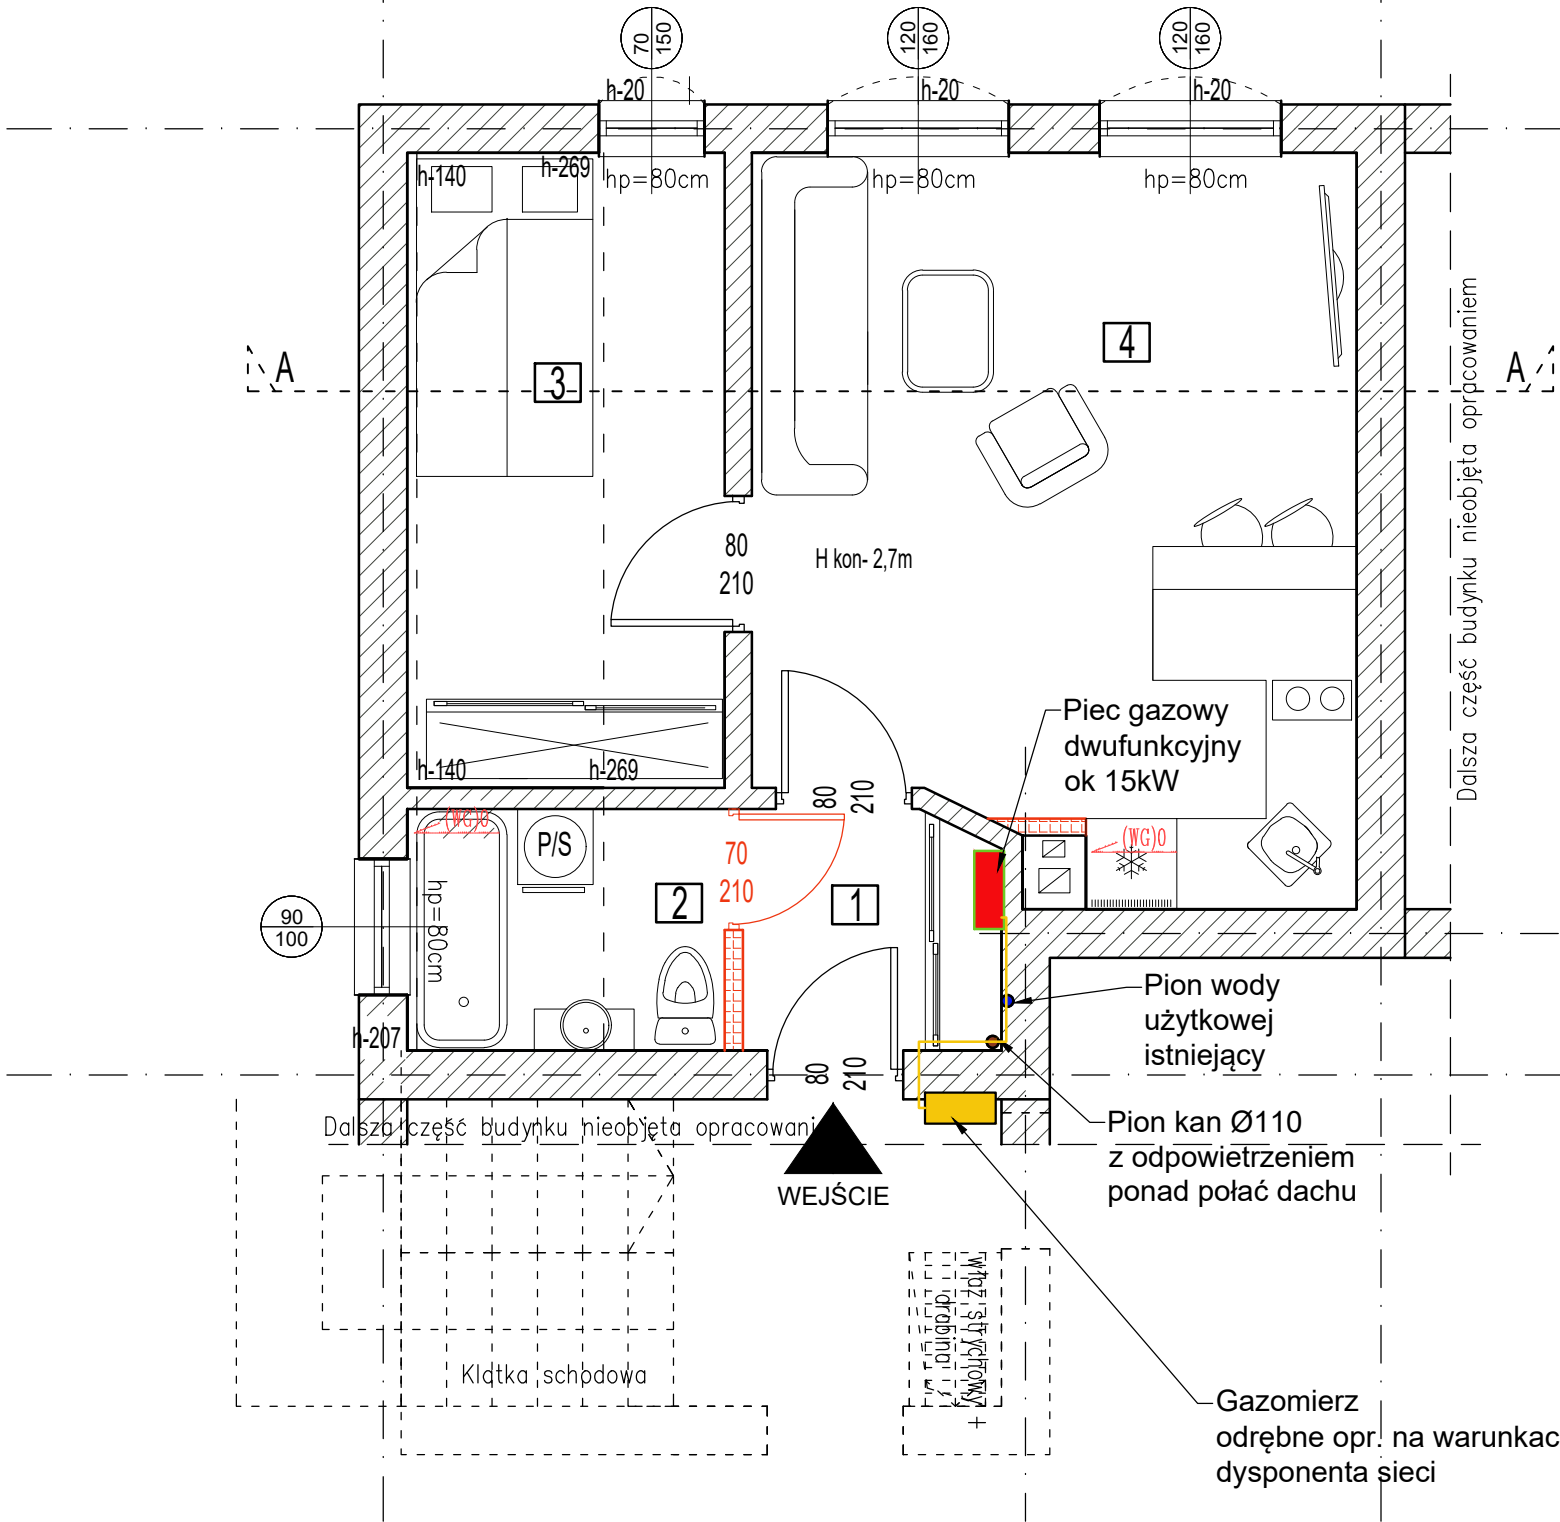 70
150
120
160
120
160
h-20
h-20
h-20
h-140
h-269
hp=80cm
hp=80cm
hp=80cm
A
3
4
A
Dalsza część budynku nieobjęta opracowaniem
80
210
H kon- 2,7m
Piec gazowy
dwufunkcyjny
ok 15kW
h-140
h-269
80
210
(WG)0
P/S
70
210
(WG)0
2
1
90
100
hp=80cm
h-207
80
210
Pion wody
użytkowej
istniejący
Dalsza część budynku nieobjęta opracowani
WEJŚCIE
Pion kan Ø110
z odpowietrzeniem
ponad połać dachu
właz strychowy +
drabina
Klatka schodowa
Gazomierz
odrębne opr. na warunkac
dysponenta sieci